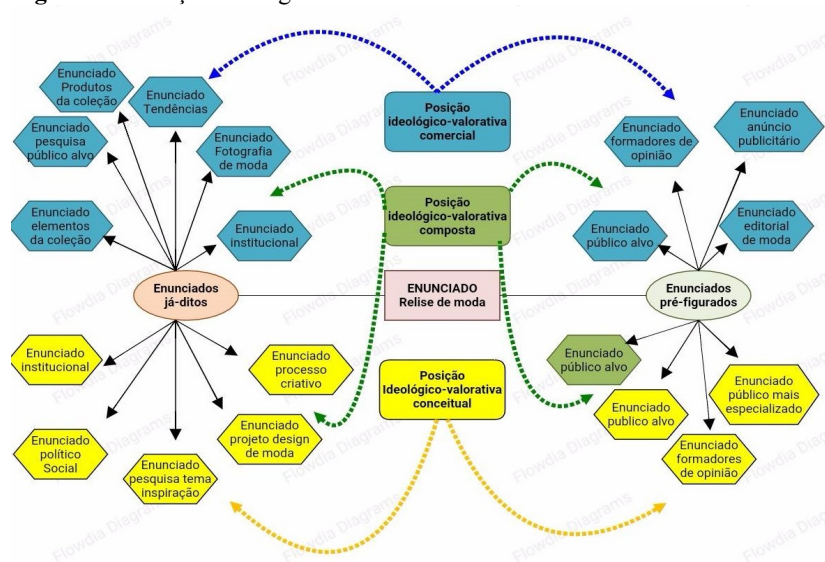 Enunciado
Produtos
da coleção
Enunciado
Tendências
Enunciado
pesquisa
público alvo
Enunciado
Fotografia
de moda
Enunciado
elementos
da coleção
Enunciado
institucional
Posição
ideológico-valorativa
comercial
Posição
ideológico-valorativa
composta
Enunciado
formadores de
opinião
Enunciado
anúncio
publicitário
Enunciado
público alvo
Enunciado
editorial
de moda
Enunciados
já-ditos
ENUNCIADO
Relise de moda
Enunciados
pré-figurados
Enunciado
institucional
Enunciado
processo
criativo
Enunciado
político
Social
Enunciado
pesquisa tema
inspiração
Enunciado
projeto design
de moda
Posição
Ideológico-valorativa
conceitual
Enunciado
público alvo
Enunciado
publico alvo
Enunciado
público mais
especializado
Enunciado
formadores
de opinião
Flowdia Diagrams